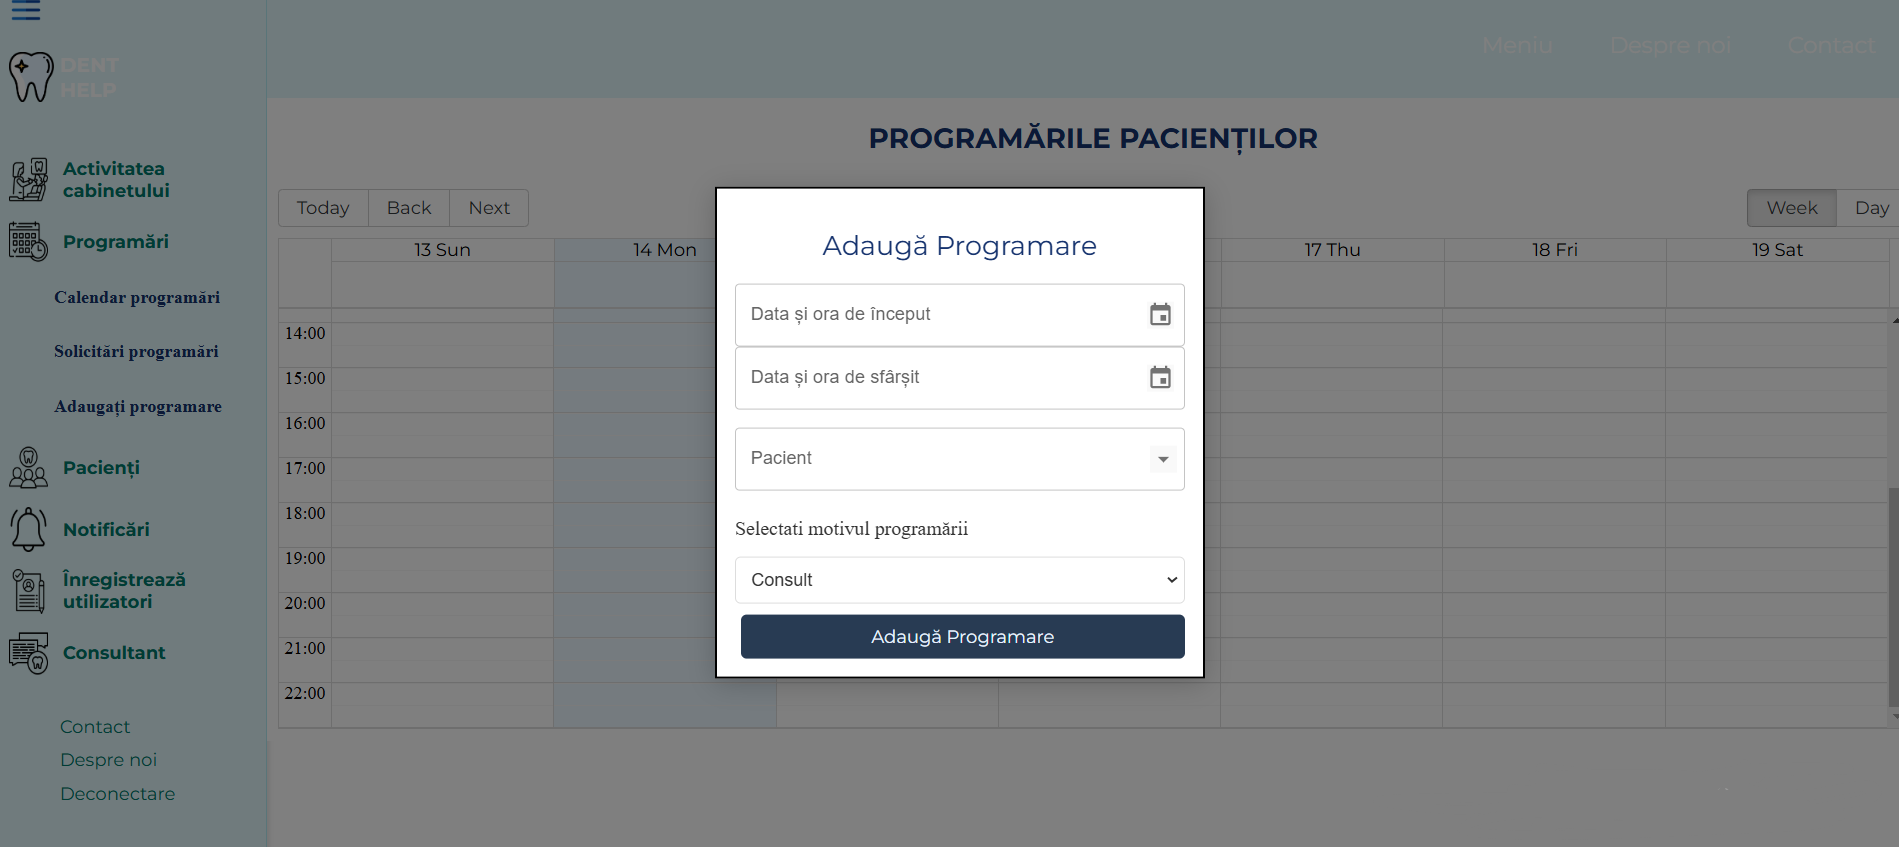 DENT
HELP
Activitatea
cabinetului
Programări
Calendar programări
Solicitări programări
Adaugați programare
Pacienți
Notificări
Înregistrează
utilizatori
Consultant
Contact
Despre noi
Deconectare
Meniu Despre noi Contact
PROGRAMĂRILE PACIENȚILOR
Today Back Next
Week Day
13 Sun 14 Mon 17 Thu 18 Fri 19 Sat
14:00
15:00
16:00
17:00
18:00
19:00
20:00
21:00
22:00
Adaugă Programare
Data și ora de început
Data și ora de sfârșit
Pacient
Selectati motivul programării
Consult
Adaugă Programare